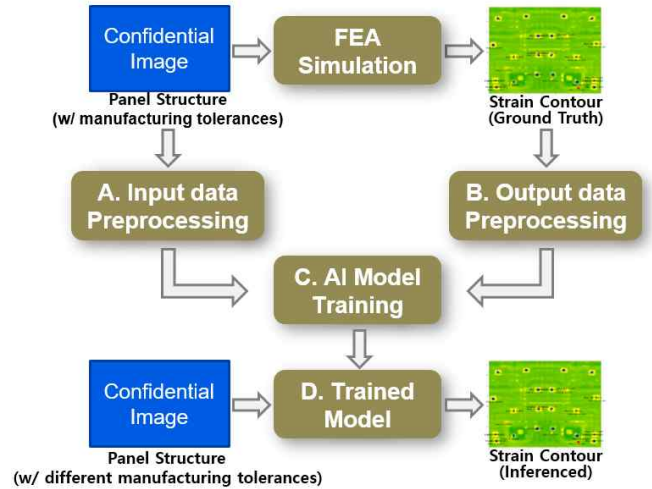 Confidential
Image
FEA
Simulation
Panel Structure
(w/ manufacturing tolerances)
Strain Contour
(Ground Truth)
A. Input data
Preprocessing
B. Output data
Preprocessing
C. AI Model
Training
Confidential
Image
D. Trained
Model
Panel Structure
(w/ different manufacturing tolerances)
Strain Contour
(Inferenced)